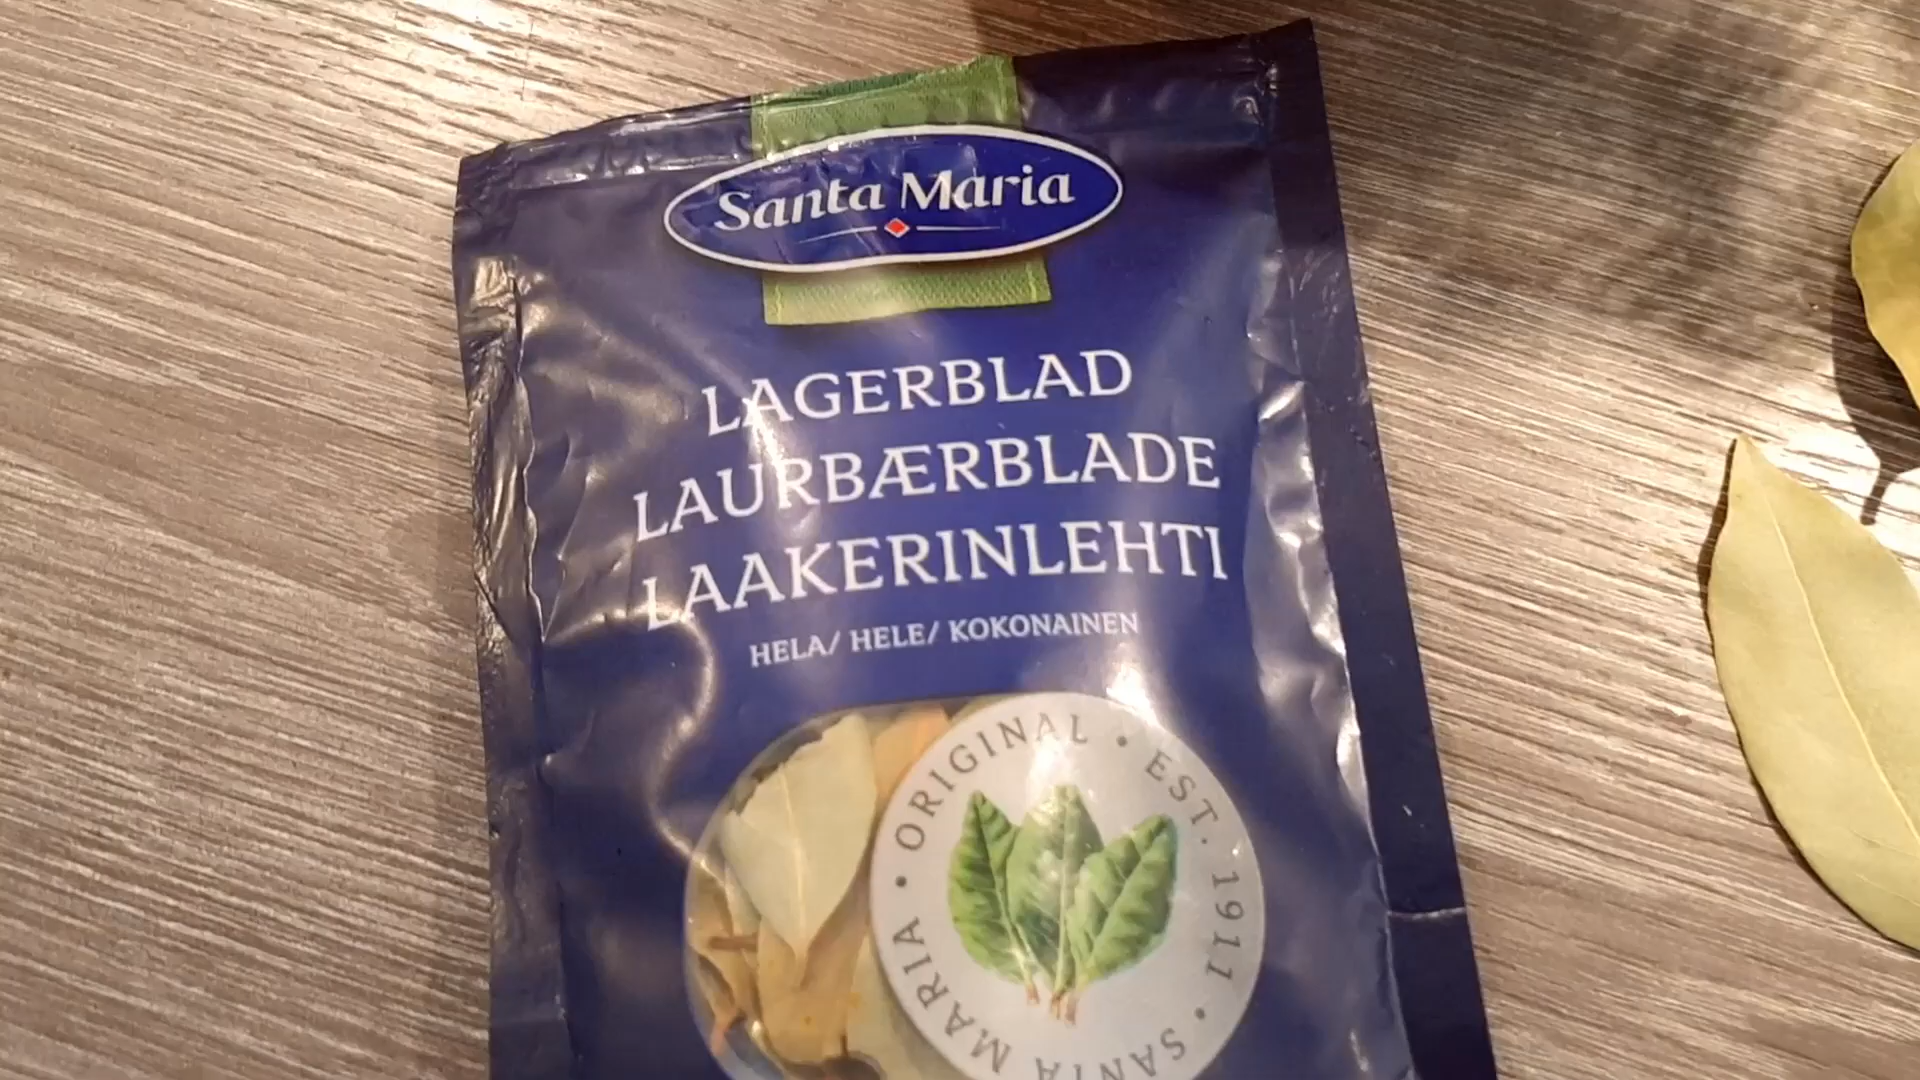 Santa Maria
LAGERBLAD
LAURBÆRBLADE
LAAKERINLEHTI
HELA/ HELE/ KOKONAINEN
ORIGINAL • EST. 1911 • SANTA MARIA •